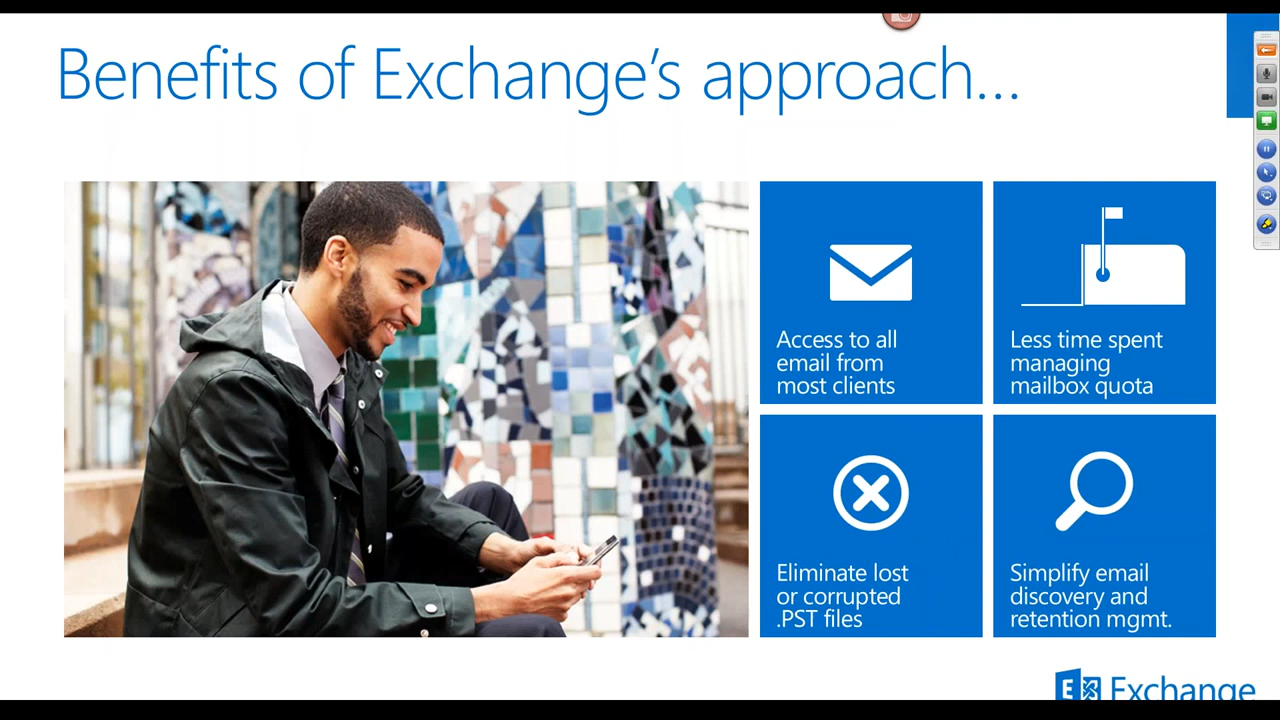 Benefits of Exchange's approach...
Access to all
email from
most clients
Less time spent
managing
mailbox quota
Eliminate lost
or corrupted
.PST files
Simplify email
discovery and
retention mgmt.
E Exchange